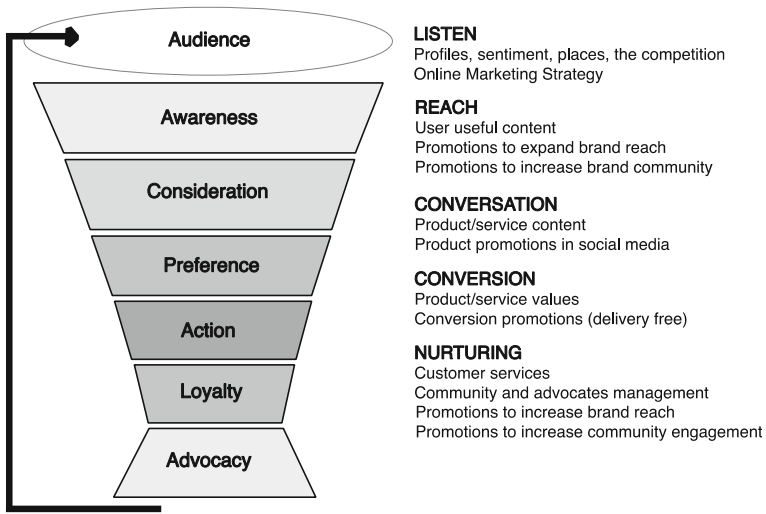 Audience
Awareness
Consideration
Preference
Action
Loyalty
Advocacy
LISTEN
Profiles, sentiment, places, the competition
Online Marketing Strategy
REACH
User useful content
Promotions to expand brand reach
Promotions to increase brand community
CONVERSATION
Product/service content
Product promotions in social media
CONVERSION
Product/service values
Conversion promotions (delivery free)
NURTURING
Customer services
Community and advocates management
Promotions to increase brand reach
Promotions to increase community engagement